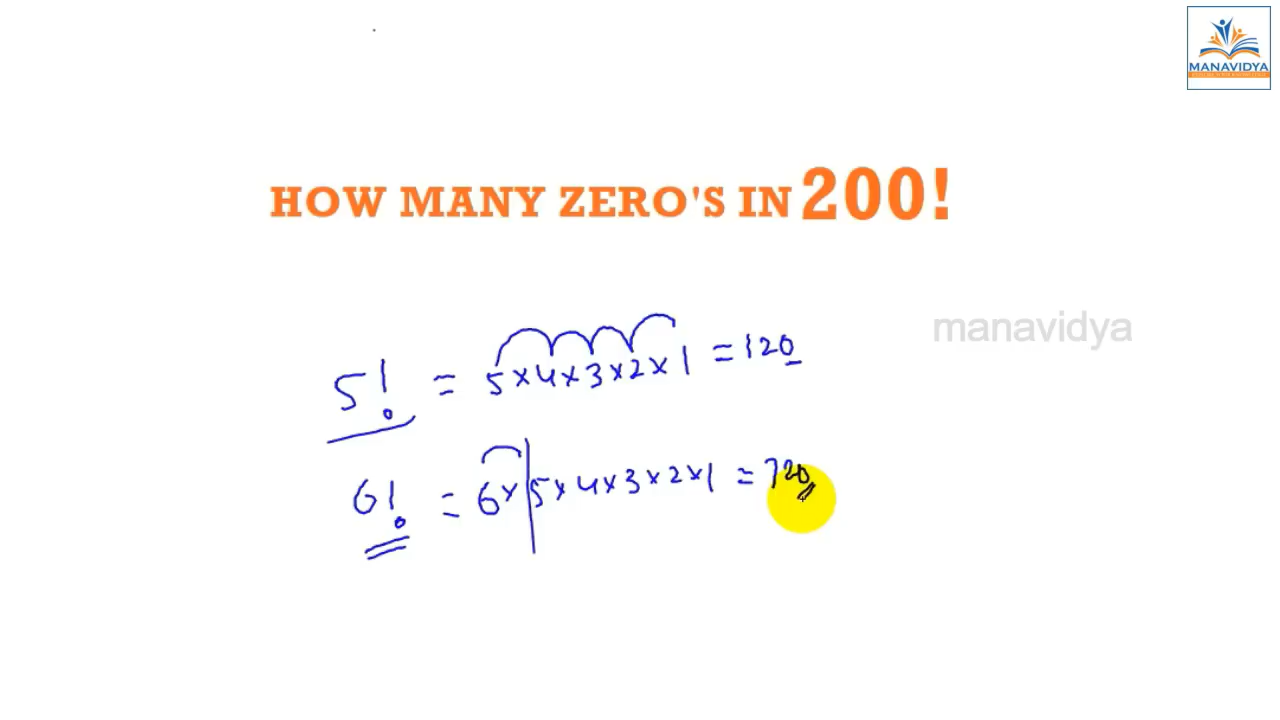 MANAVIDYA
HOW MANY ZERO'S IN 200!
manavidya
5! = 5×4×3×2×1 = 120
6! = 6×5×4×3×2×1 = 720